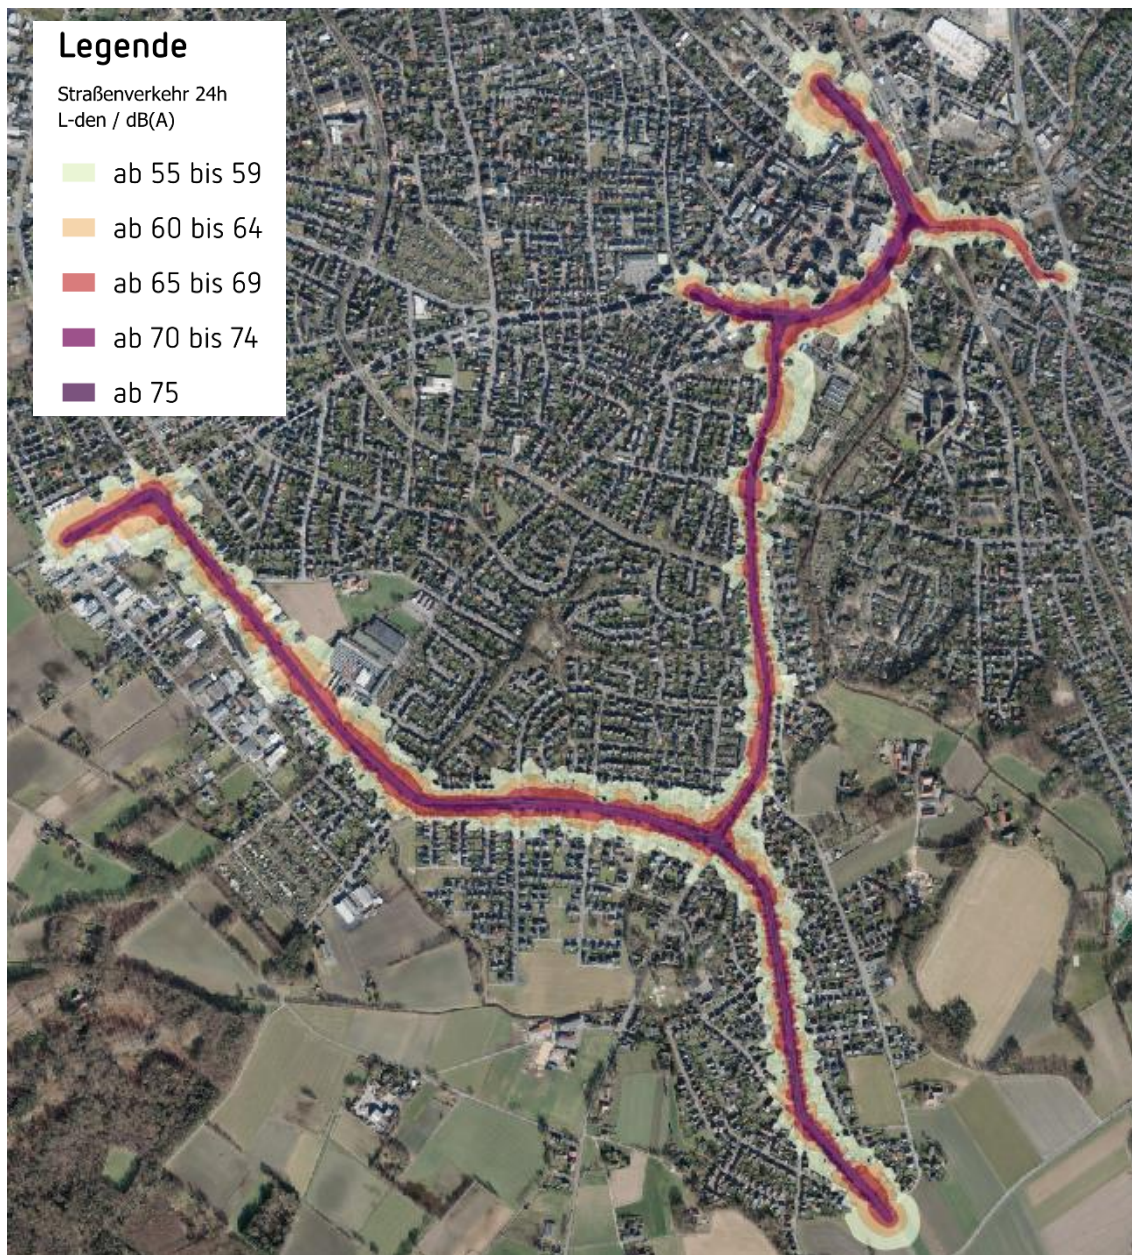 Legende
Straßenverkehr 24h
L-den / dB(A)
ab 55 bis 59
ab 60 bis 64
ab 65 bis 69
ab 70 bis 74
ab 75